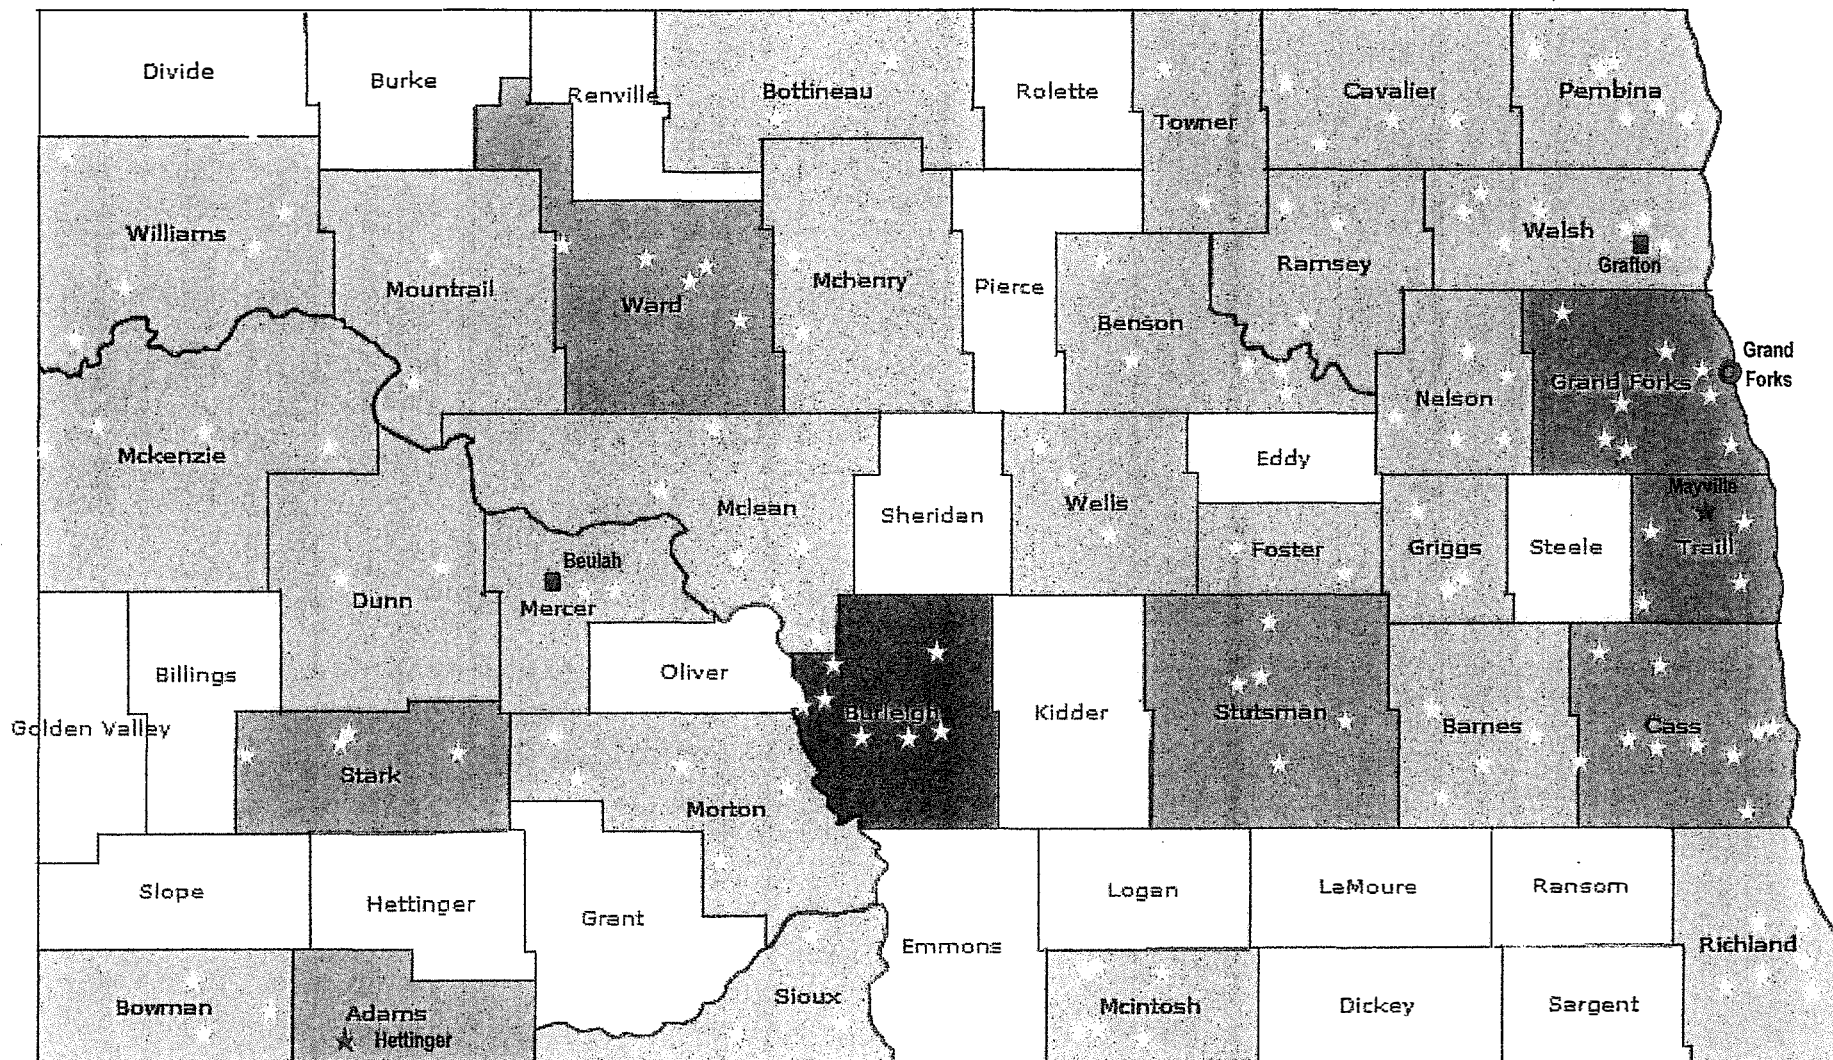 Divide
Burke
Renville
Bottineau
Rolette
Towner
Cavalier
Pembina
Williams
Mountrail
Ward
Mchenry
Pierce
Benson
Ramsey
Walsh
Grafton
Nelson
Grand Forks
Grand
Forks
Mckenzie
Mclean
Sheridan
Wells
Eddy
Foster
Griggs
Steele
Mayville
Traill
Dunn
Beulah
Mercer
Oliver
Billings
Golden Valley
Stark
Morton
Burleigh
Kidder
Stutsman
Barnes
Cass
Slope
Hettinger
Grant
Emmons
Logan
LaMoure
Ransom
Richland
Bowman
Adams
Hettinger
Sioux
Mcintosh
Dickey
Sargent